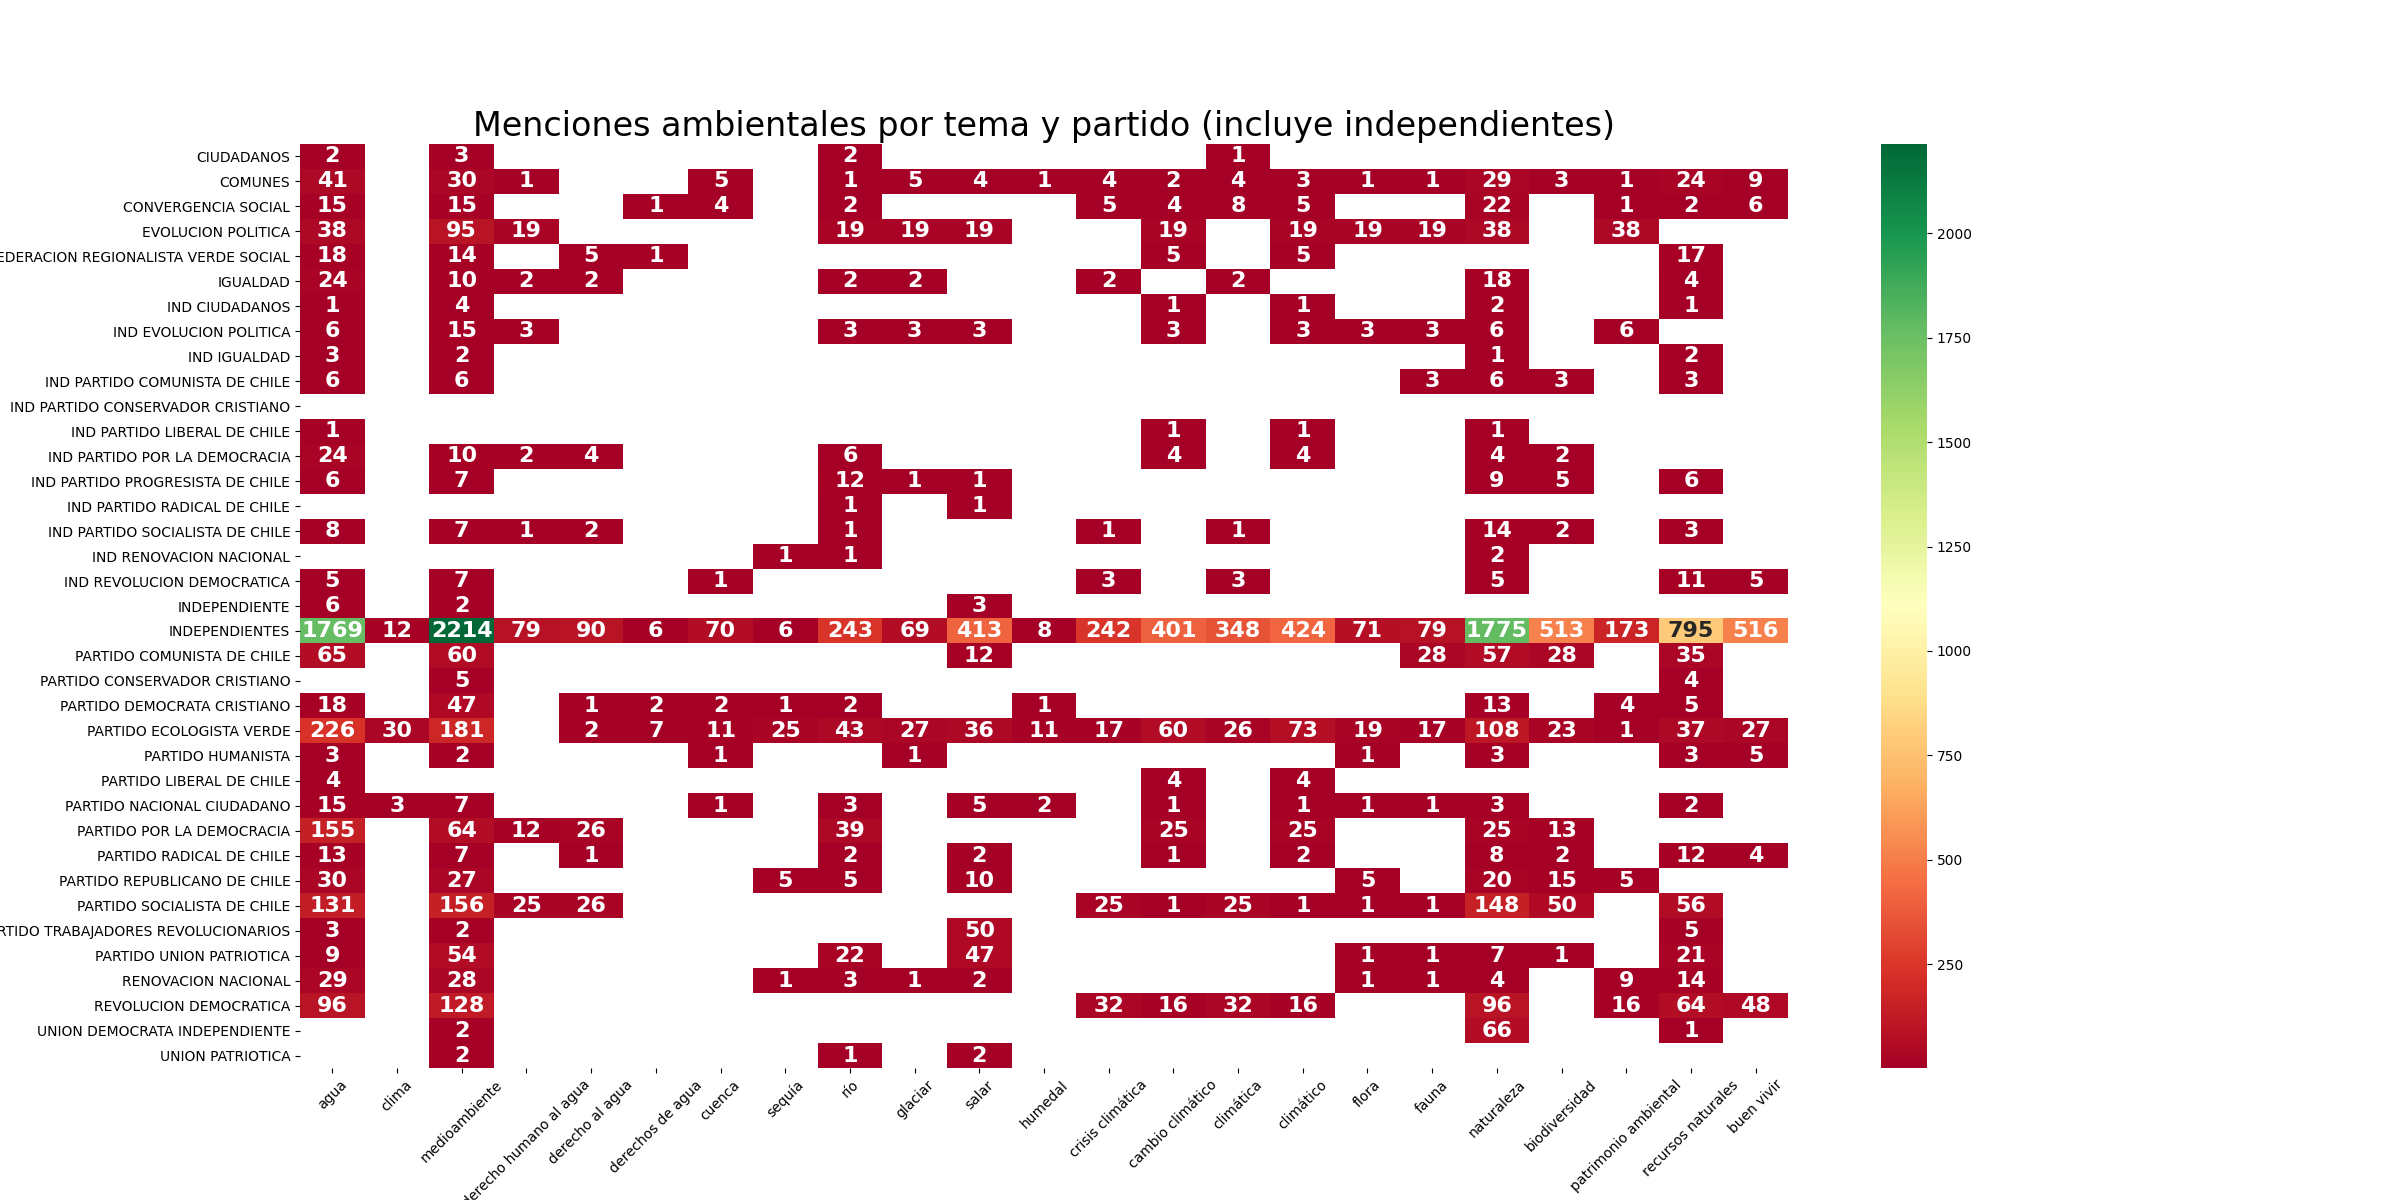 Menciones ambientales por tema y partido (incluye independientes)
CIUDADANOS 2 3 2 1
COMUNES 41 30 1 5 1 5 4 1 4 2 4 3 1 1 29 3 1 24 9
CONVERGENCIA SOCIAL 15 15 1 4 2 5 4 8 5 22 1 2 6
EVOLUCION POLITICA 38 95 19 19 19 19 19 19 19 19 38 38
EDERACION REGIONALISTA VERDE SOCIAL 18 14 5 1 5 5 17
IGUALDAD 24 10 2 2 2 2 2 2 18 4
IND CIUDADANOS 1 4 1 1 2 1
IND EVOLUCION POLITICA 6 15 3 3 3 3 3 3 3 3 6 6
IND IGUALDAD 3 2 1 2
IND PARTIDO COMUNISTA DE CHILE 6 6 3 6 3 3
IND PARTIDO CONSERVADOR CRISTIANO
IND PARTIDO LIBERAL DE CHILE 1 1 1 1
IND PARTIDO POR LA DEMOCRACIA 24 10 2 4 6 4 4 4 2
IND PARTIDO PROGRESISTA DE CHILE 6 7 12 1 1 9 5 6
IND PARTIDO RADICAL DE CHILE 1 1
IND PARTIDO SOCIALISTA DE CHILE 8 7 1 2 1 1 1 14 2 3
IND RENOVACION NACIONAL 1 1 2
IND REVOLUCION DEMOCRATICA 5 7 1 3 3 5 11 5
INDEPENDIENTE 6 2 3
INDEPENDIENTES 1769 12 2214 79 90 6 70 6 243 69 413 8 242 401 348 424 71 79 1775 513 173 795 516
PARTIDO COMUNISTA DE CHILE 65 60 12 28 57 28 35
PARTIDO CONSERVADOR CRISTIANO 5 4
PARTIDO DEMOCRATA CRISTIANO 18 47 1 2 2 1 2 1 13 4 5
PARTIDO ECOLOGISTA VERDE 226 30 181 2 7 11 25 43 27 36 11 17 60 26 73 19 17 108 23 1 37 27
PARTIDO HUMANISTA 3 2 1 1 1 3 3 5
PARTIDO LIBERAL DE CHILE 4 4 4
PARTIDO NACIONAL CIUDADANO 15 3 7 1 3 5 2 1 1 1 1 3 2
PARTIDO POR LA DEMOCRACIA 155 64 12 26 39 25 25 25 13
PARTIDO RADICAL DE CHILE 13 7 1 2 2 1 2 8 2 12 4
PARTIDO REPUBLICANO DE CHILE 30 27 5 5 10 5 20 15 5
PARTIDO SOCIALISTA DE CHILE 131 156 25 26 25 1 25 1 1 1 148 50 56
RTIDO TRABAJADORES REVOLUCIONARIOS 3 2 50 5
PARTIDO UNION PATRIOTICA 9 54 22 47 1 1 7 1 21
RENOVACION NACIONAL 29 28 1 3 1 2 1 1 4 9 14
REVOLUCION DEMOCRATICA 96 128 32 16 32 16 96 16 64 48
UNION DEMOCRATA INDEPENDIENTE 2 66 1
UNION PATRIOTICA 2 1 2
agua
clima
medioambiente
derecho humano al agua
derecho al agua
derechos de agua
cuenca
sequía
río
glaciar
salar
humedal
crisis climática
cambio climático
climática
climático
flora
fauna
naturaleza
biodiversidad
patrimonio ambiental
recursos naturales
buen vivir
2000
1750
1500
1250
1000
750
500
250